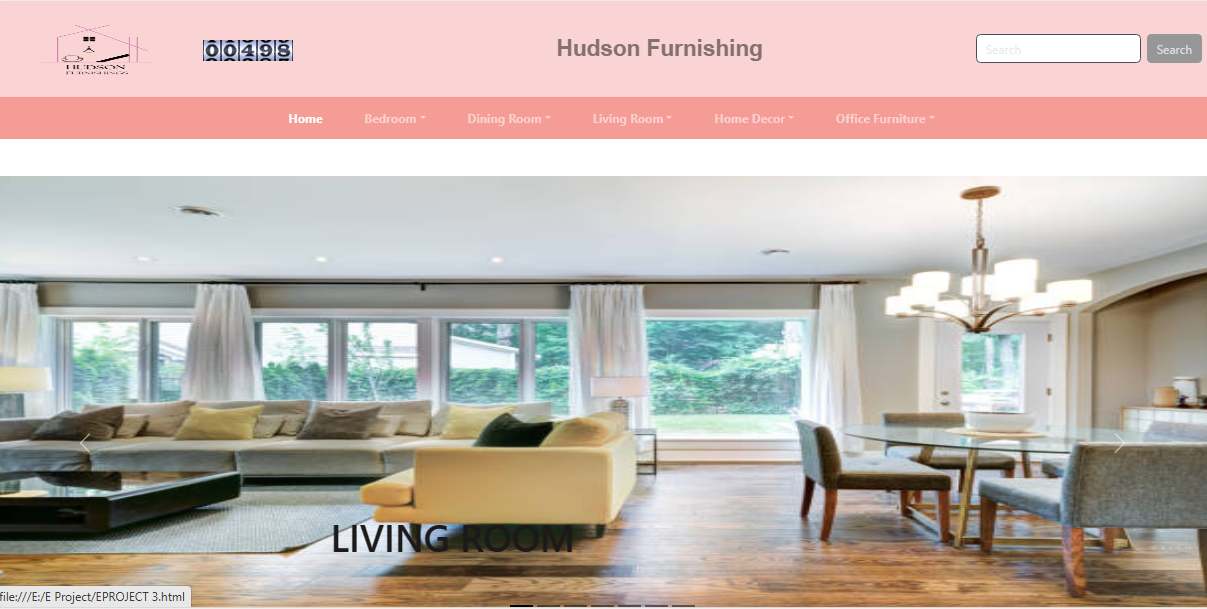 HUDSON
FURNISHINGS
00498
Hudson Furnishing
Search
Search
Home
Bedroom
Dining Room
Living Room
Home Decor
Office Furniture
LIVING ROOM
file:///E:/E Project/EPROJECT 3.html